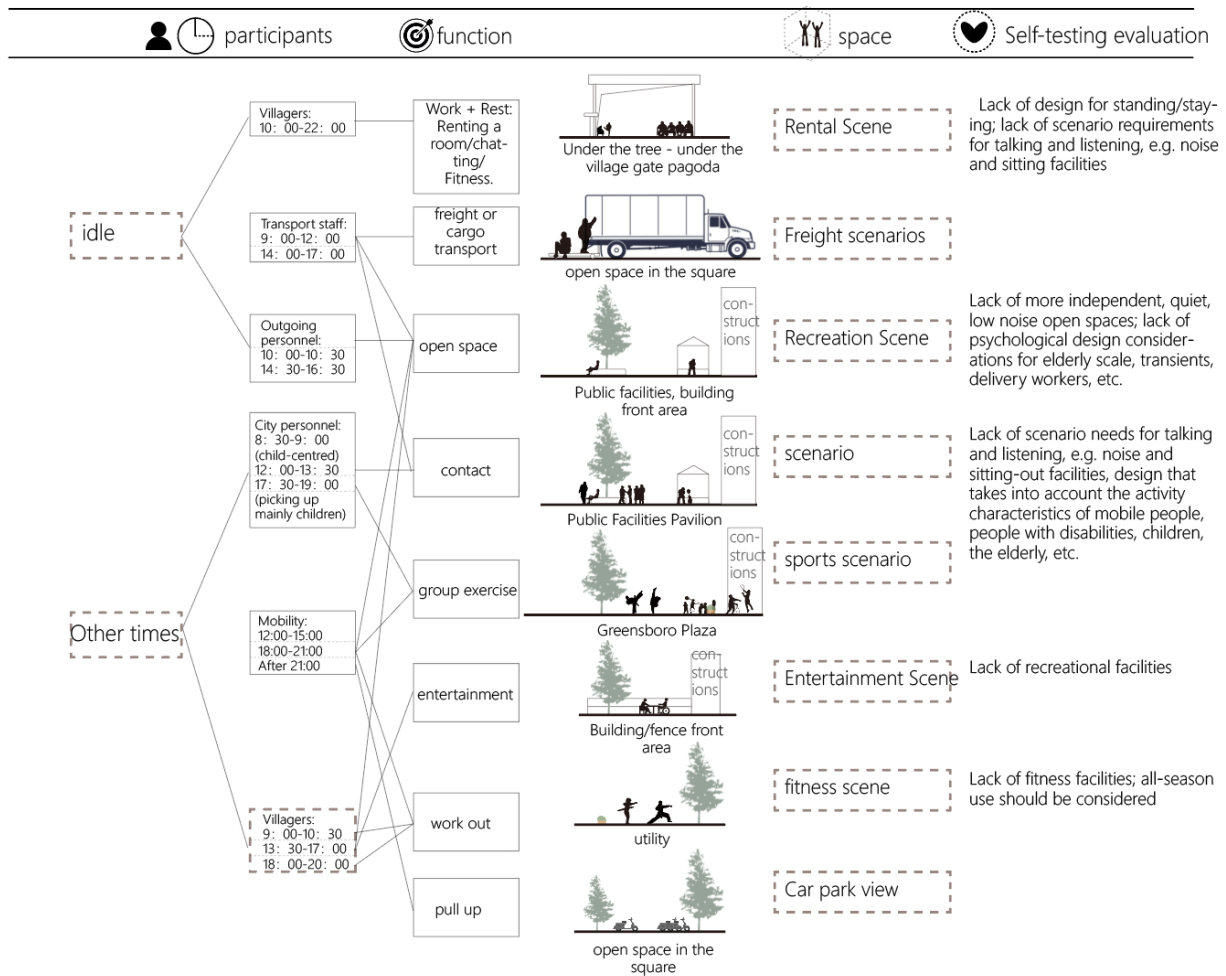 participants
function
space
Self-testing evaluation
idle
Other times
Villagers:
10：00-22：00
Transport staff:
9：00-12：00
14：00-17：00
Outgoing
personnel:
10：00-10：30
14：30-16：30
City personnel:
8：30-9：00
(child-centred)
12：00-13：30
17：30-19：00
(picking up
mainly children)
Mobility:
12:00-15:00
18:00-21:00
After 21:00
Villagers:
9：00-10：30
13：30-17：00
18：00-20：00
Work + Rest:
Renting a
room/chat-
ting/
Fitness.
freight or
cargo
transport
open space
contact
group exercise
entertainment
work out
pull up
Under the tree - under the
village gate pagoda
open space in the square
con-
struct
ions
Public facilities, building
front area
con-
struct
ions
Public Facilities Pavilion
con-
struct
ions
Greensboro Plaza
con-
struct
ions
Building/fence front
area
utility
open space in the
square
Rental Scene
Freight scenarios
Recreation Scene
scenario
sports scenario
Entertainment Scene
fitness scene
Car park view
Lack of design for standing/stay-
ing; lack of scenario requirements
for talking and listening, e.g. noise
and sitting facilities
Lack of more independent, quiet,
low noise open spaces; lack of
psychological design consider-
ations for elderly scale, transients,
delivery workers, etc.
Lack of scenario needs for talking
and listening, e.g. noise and
sitting-out facilities, design that
takes into account the activity
characteristics of mobile people,
people with disabilities, children,
the elderly, etc.
Lack of recreational facilities
Lack of fitness facilities; all-season
use should be considered